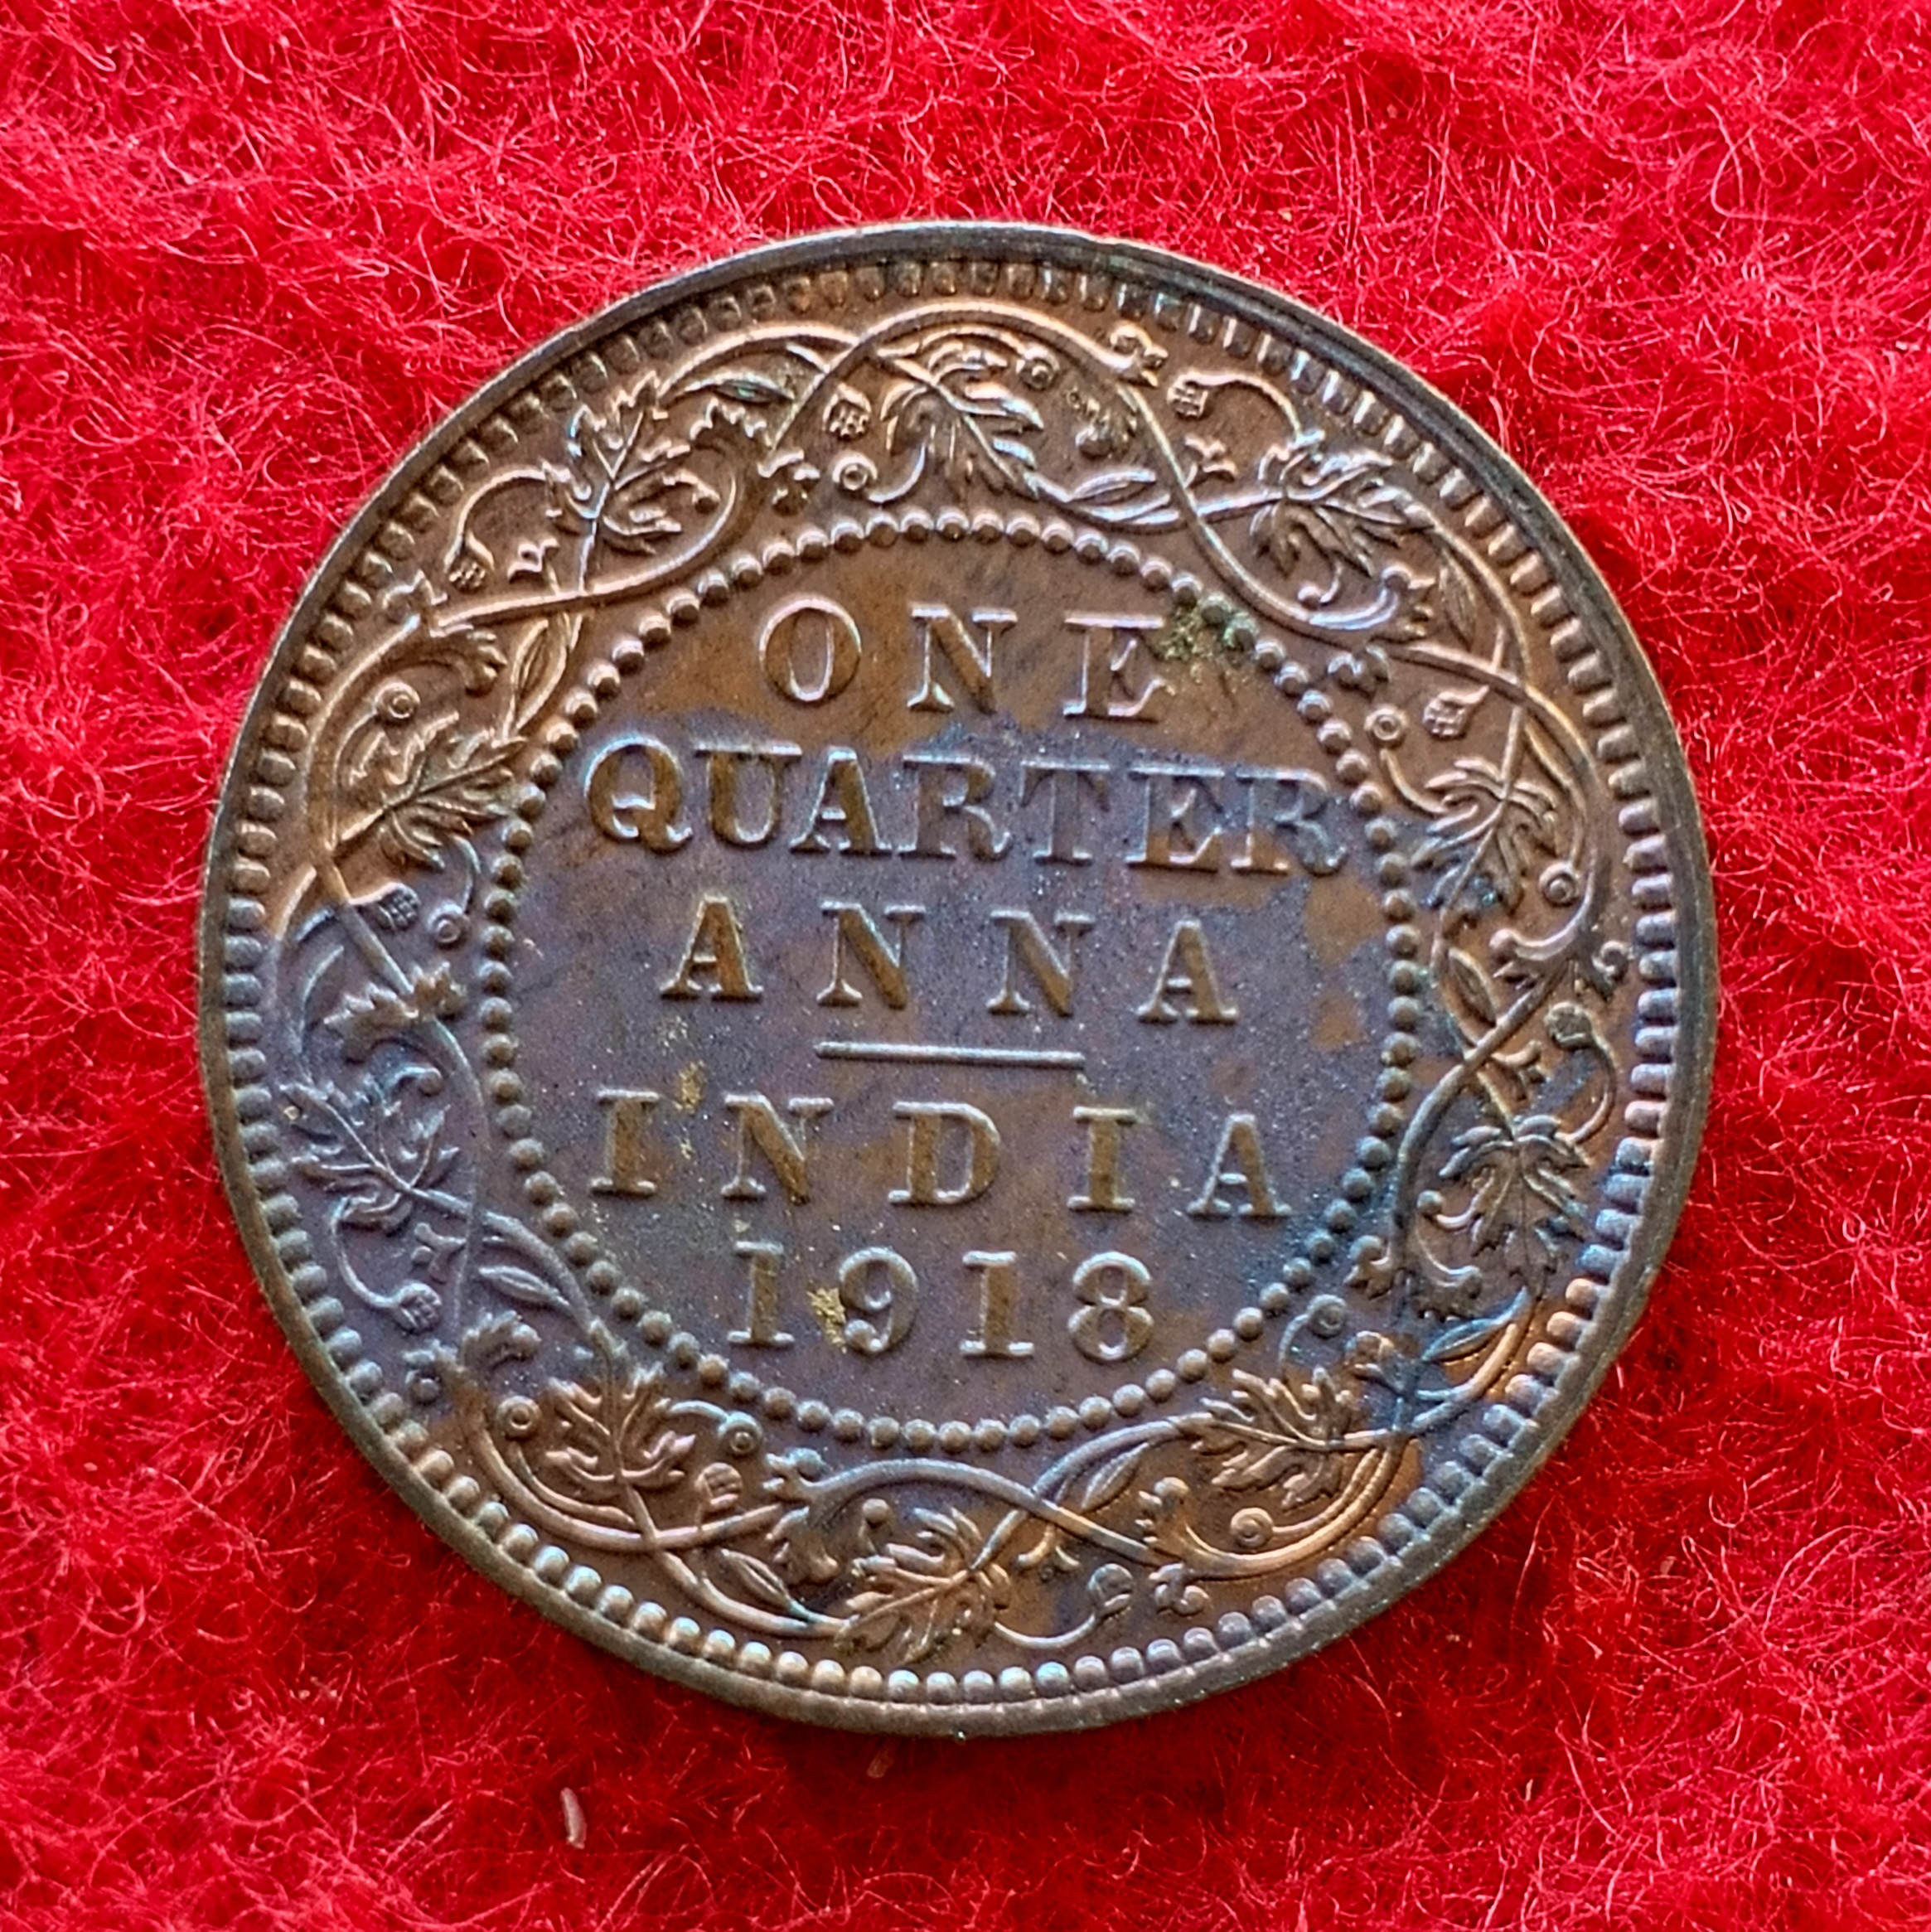 ONE
QUARTER
ANNA
INDIA
1918